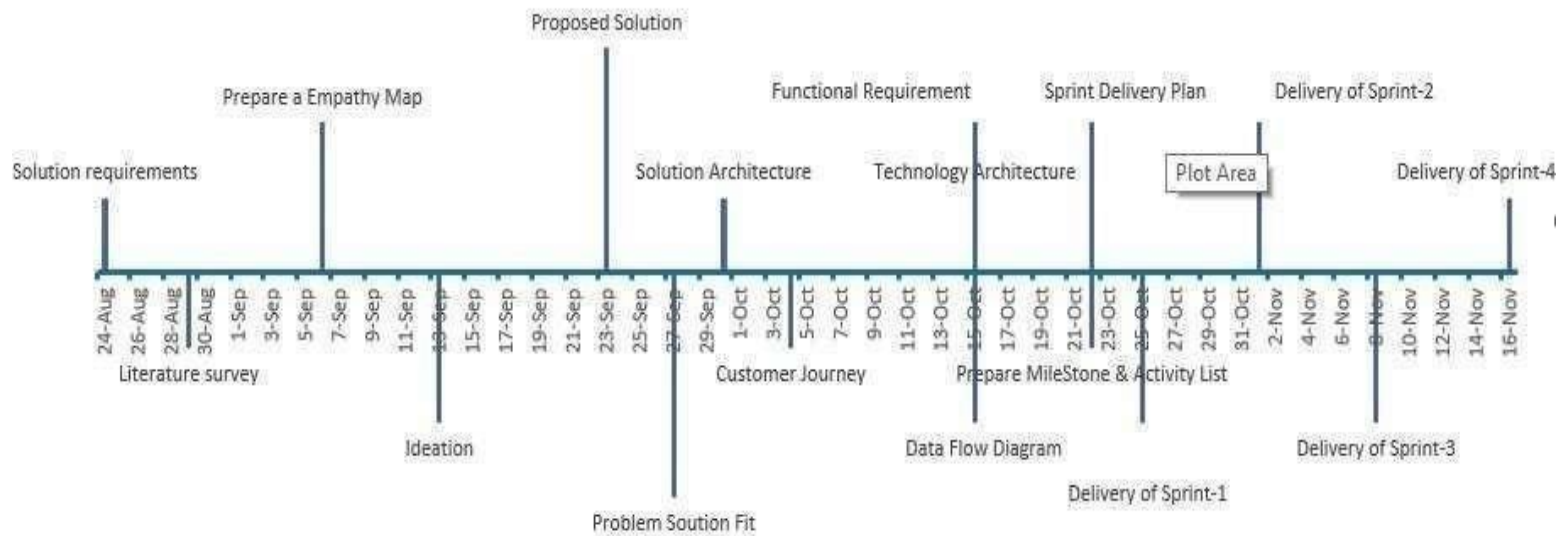 Proposed Solution
Prepare a Empathy Map
Functional Requirement
Sprint Delivery Plan
Delivery of Sprint-2
Solution requirements
Solution Architecture
Technology Architecture
Plot Area
Delivery of Sprint-4
24-Aug
26-Aug
28-Aug
30-Aug
1-Sep
3-Sep
5-Sep
7-Sep
9-Sep
11-Sep
13-Sep
15-Sep
17-Sep
19-Sep
21-Sep
23-Sep
25-Sep
27-Sep
29-Sep
1-Oct
3-Oct
5-Oct
7-Oct
9-Oct
11-Oct
13-Oct
15-Oct
17-Oct
19-Oct
21-Oct
23-Oct
25-Oct
27-Oct
29-Oct
31-Oct
2-Nov
4-Nov
6-Nov
8-Nov
10-Nov
12-Nov
14-Nov
16-Nov
Literature survey
Customer Journey
Prepare MileStone & Activity List
Ideation
Data Flow Diagram
Delivery of Sprint-3
Delivery of Sprint-1
Problem Soution Fit